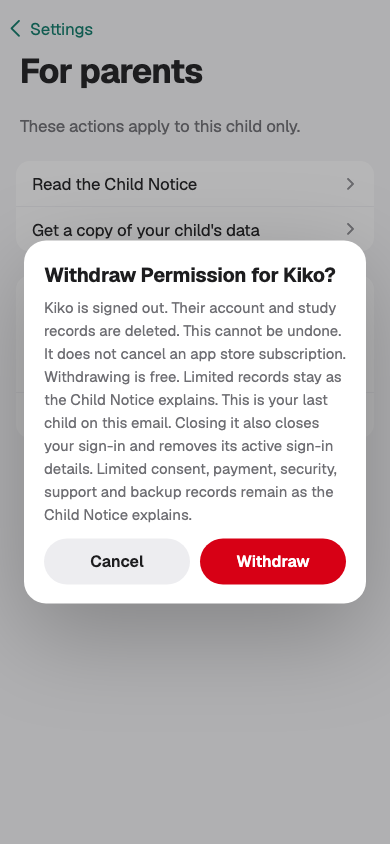 Settings
For parents
These actions apply to this child only.
Read the Child Notice
Get a copy of your child's data
Withdraw Permission for Kiko?
Kiko is signed out. Their account and study
records are deleted. This cannot be undone.
It does not cancel an app store subscription.
Withdrawing is free. Limited records stay as
the Child Notice explains. This is your last
child on this email. Closing it also closes
your sign-in and removes its active sign-in
details. Limited consent, payment, security,
support and backup records remain as the
Child Notice explains.
Cancel
Withdraw